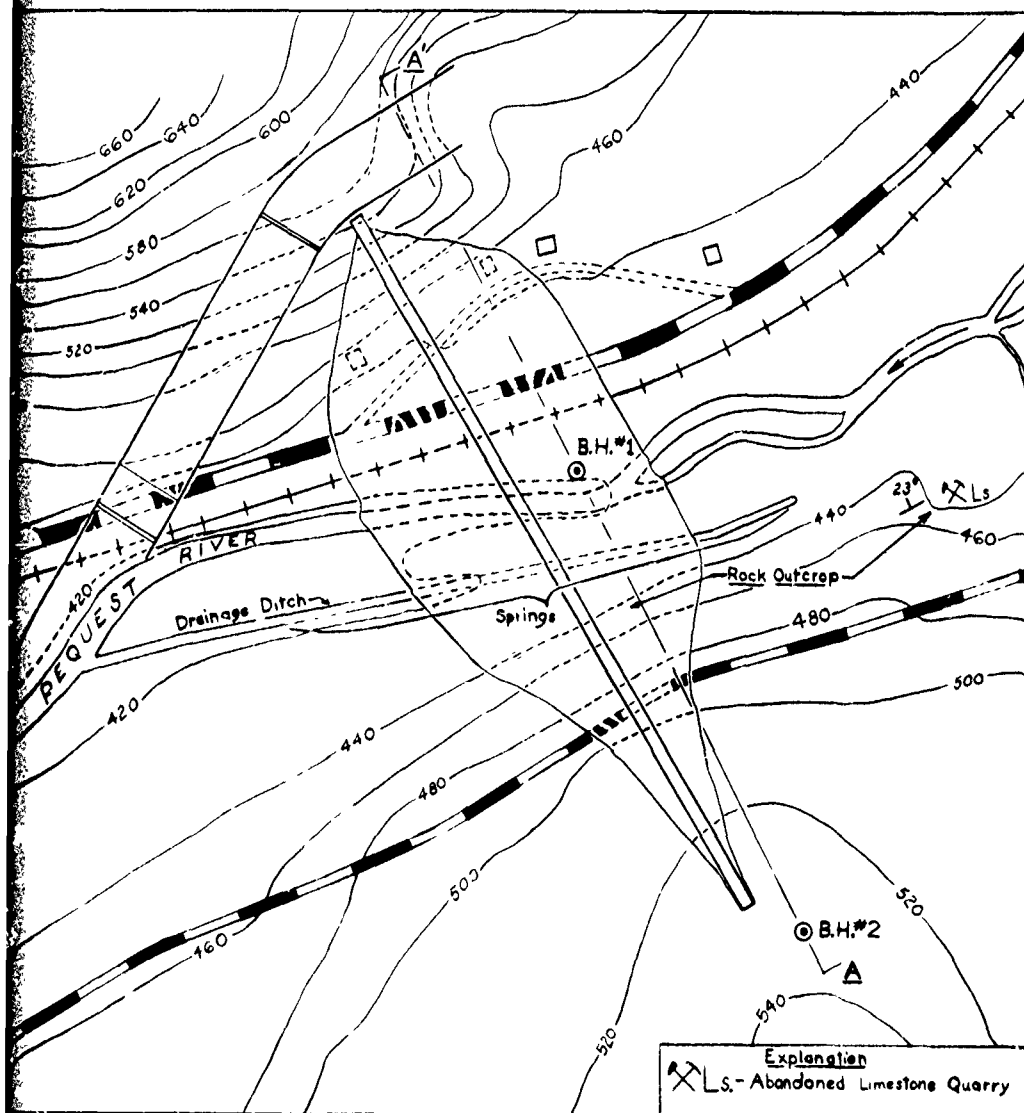 A'
660
640
600
620
580
540
520
460
440
B.H.#1
23°
Ls
440
460
RIVER
420
PEQUEST
Drainage Ditch
Springs
Rock Outcrop
480
500
420
440
480
500
460
520
B.H.#2
A
540
520
Explanation
Ls.- Abandoned Limestone Quarry